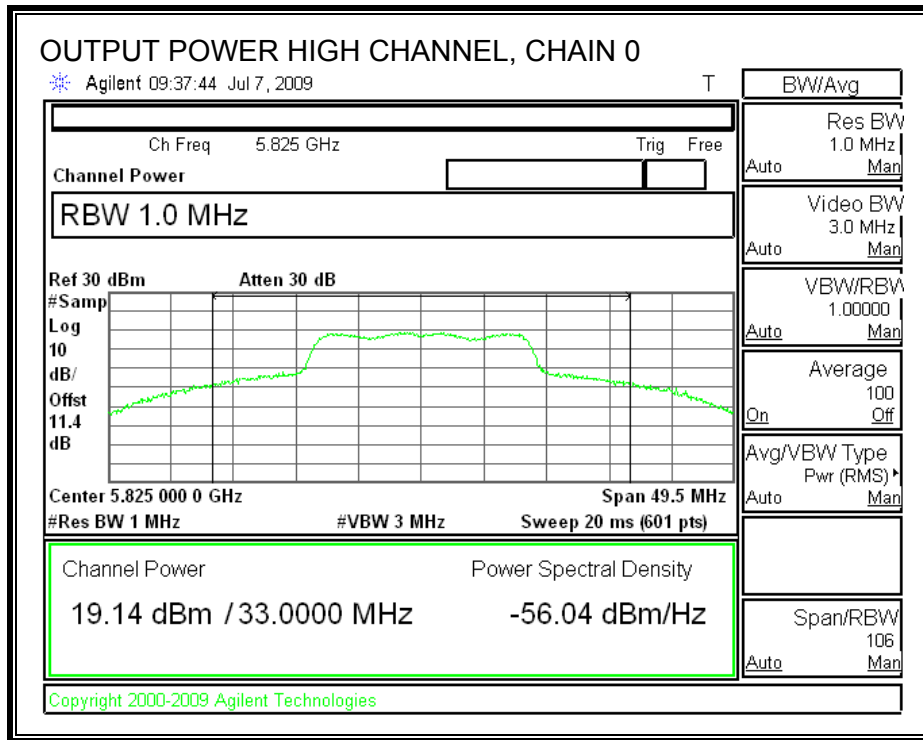 OUTPUT POWER HIGH CHANNEL, CHAIN 0
Agilent 09:37:44 Jul 7, 2009 T
BW/Avg
Ch Freq 5.825 GHz Trig Free
Channel Power
RBW 1.0 MHz
Ref 30 dBm Atten 30 dB
#Samp
Log
10
dB/
Offst
11.4
dB
Center 5.825 000 0 GHz Span 49.5 MHz
#Res BW 1 MHz #VBW 3 MHz Sweep 20 ms (601 pts)
Channel Power Power Spectral Density
19.14 dBm / 33.0000 MHz -56.04 dBm/Hz
Copyright 2000-2009 Agilent Technologies
Res BW
1.0 MHz
Auto Man
Video BW
3.0 MHz
Auto Man
VBW/RBW
1.00000
Auto Man
Average
100
On Off
Avg/VBW Type
Pwr (RMS)
Auto Man
Span/RBW
106
Auto Man